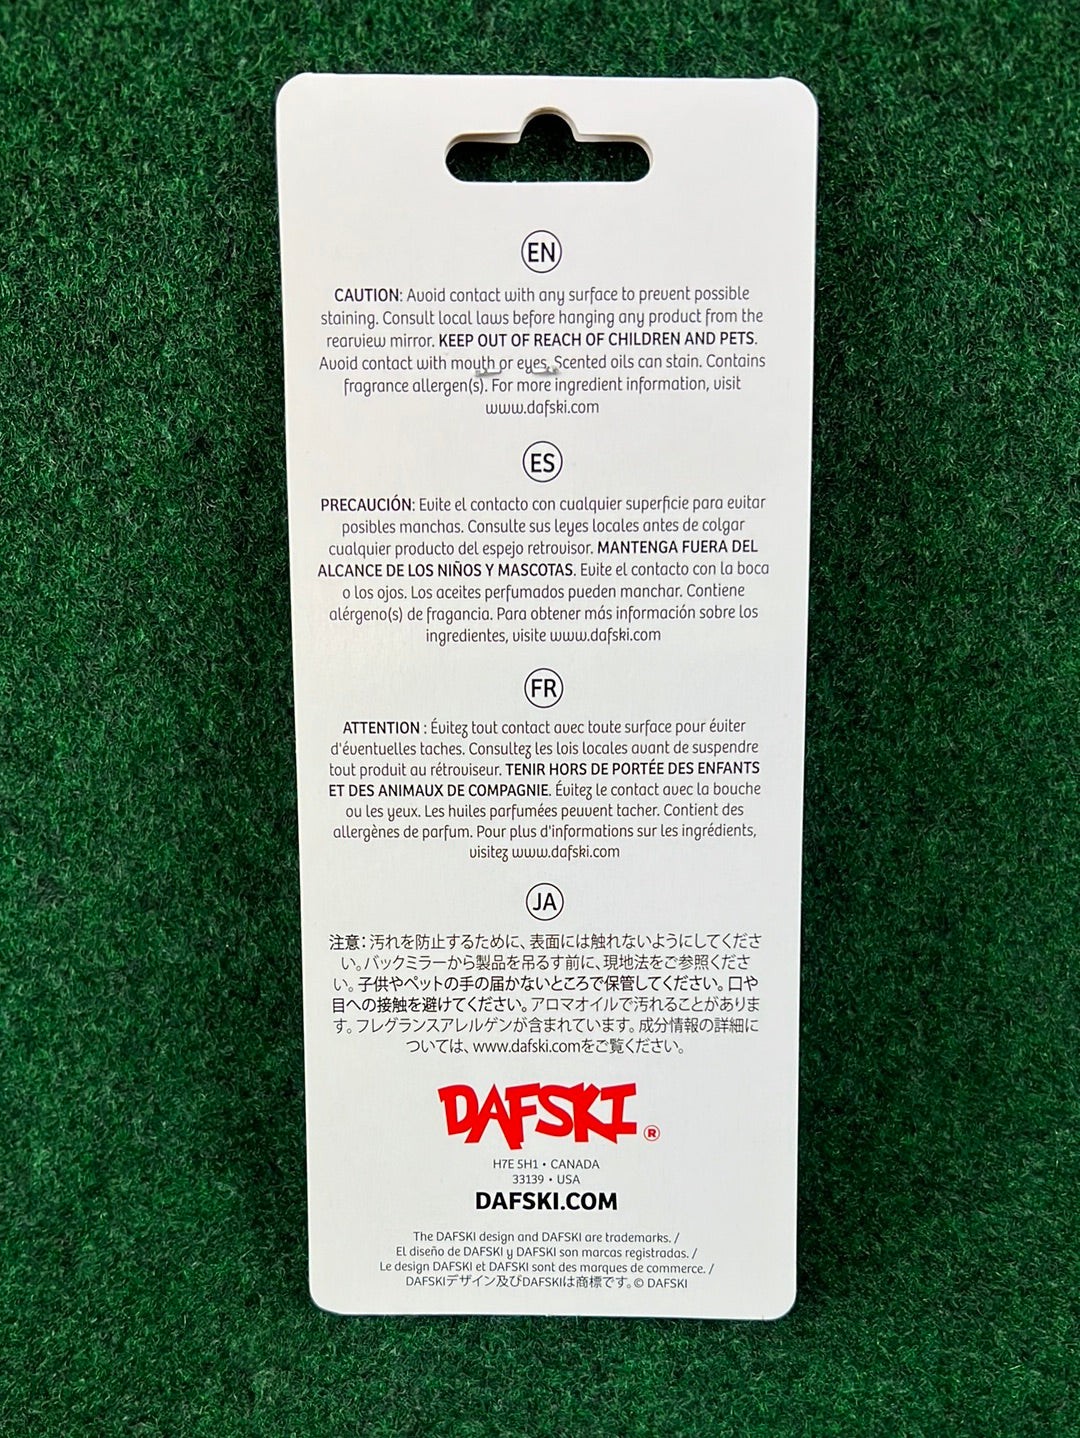 EN
CAUTION: Avoid contact with any surface to prevent possible
staining. Consult local laws before hanging any product from the
rearview mirror. KEEP OUT OF REACH OF CHILDREN AND PETS.
Avoid contact with mouth or eyes. Scented oils can stain. Contains
fragrance allergen(s). For more ingredient information, visit
www.dafski.com
ES
PRECAUCIÓN: Evite el contacto con cualquier superficie para evitar
posibles manchas. Consulte sus leyes locales antes de colgar
cualquier producto del espejo retrovisor. MANTENGA FUERA DEL
ALCANCE DE LOS NIÑOS Y MASCOTAS. Evite el contacto con la boca
o los ojos. Los aceites perfumados pueden manchar. Contiene
alérgeno(s) de fragancia. Para obtener más información sobre los
ingredientes, visite www.dafski.com
FR
ATTENTION : Évitez tout contact avec toute surface pour éviter
d'éventuelles taches. Consultez les lois locales avant de suspendre
tout produit au rétroviseur. TENIR HORS DE PORTÉE DES ENFANTS
ET DES ANIMAUX DE COMPAGNIE. Évitez le contact avec la bouche
ou les yeux. Les huiles parfumées peuvent tacher. Contient des
allergènes de parfum. Pour plus d'informations sur les ingrédients,
visitez www.dafski.com
JA
注意：汚れを防止するために、表面には触れないようにしてくださ
い。バックミラーから製品を吊るす前に、現地法をご参照くださ
い。子供やペットの手の届かないところで保管してください。口や
目への接触を避けてください。アロマオイルで汚れることがありま
す。フレグランスアレルゲンが含まれています。成分情報の詳細に
ついては、www.dafski.comをご覧ください。
DAFSKI®
H7E 5H1 • CANADA
33139 • USA
DAFSKI.COM
The DAFSKI design and DAFSKI are trademarks. /
El diseño de DAFSKI y DAFSKI son marcas registradas. /
Le design DAFSKI et DAFSKI sont des marques de commerce. /
DAFSKIデザイン及びDAFSKIは商標です。© DAFSKI